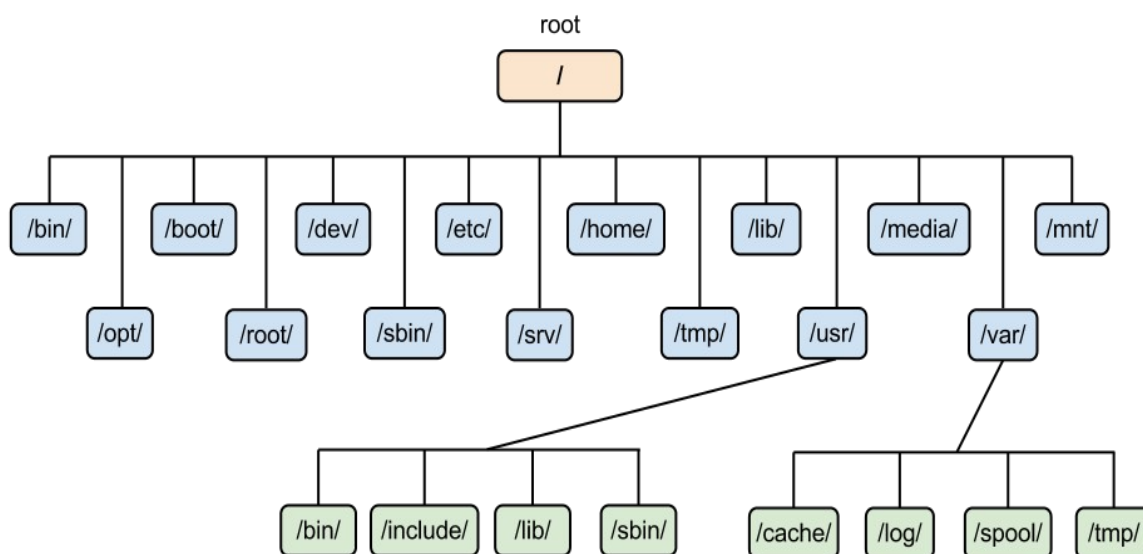 root
/
/bin/
/boot/
/dev/
/etc/
/home/
/lib/
/media/
/mnt/
/opt/
/root/
/sbin/
/srv/
/tmp/
/usr/
/var/
/bin/
/include/
/lib/
/sbin/
/cache/
/log/
/spool/
/tmp/